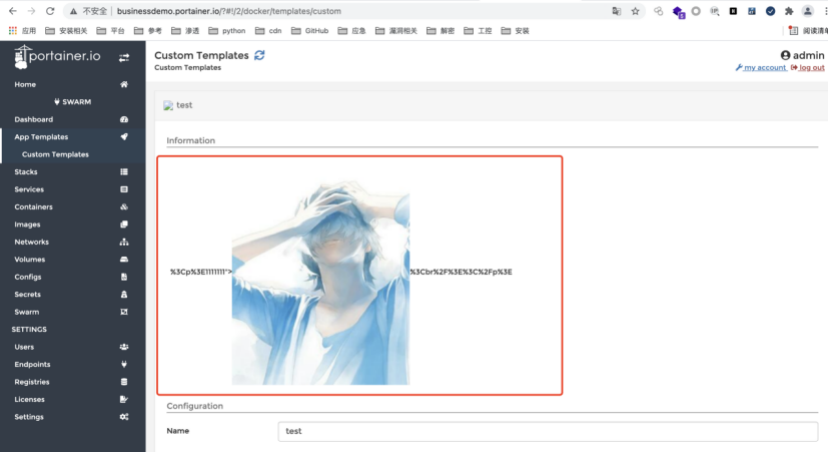 不安全 businessdemo.portainer.io/?#!/2/docker/templates/custom
应用 安装相关 平台 参考 渗透 python cdn GitHub 应急 漏洞相关 解密 工控 安装 阅读清单
portainer.io
Custom Templates
Custom Templates
admin
my account log out
Home
SWARM
Dashboard
App Templates
Custom Templates
Stacks
Services
Containers
Images
Networks
Volumes
Configs
Secrets
Swarm
SETTINGS
Users
Endpoints
Registries
Licenses
Settings
test
Information
%3Cp%3E1111111">
%3Cbr%2F%3E%3C%2Fp%3E
Configuration
Name test